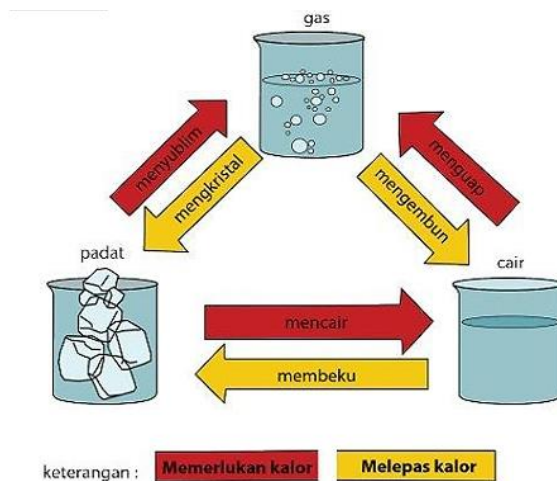 gas
menyublim
mengkristal
menguap
mengembun
padat
cair
mencair
membeku
keterangan : Memerlukan kalor Melepas kalor